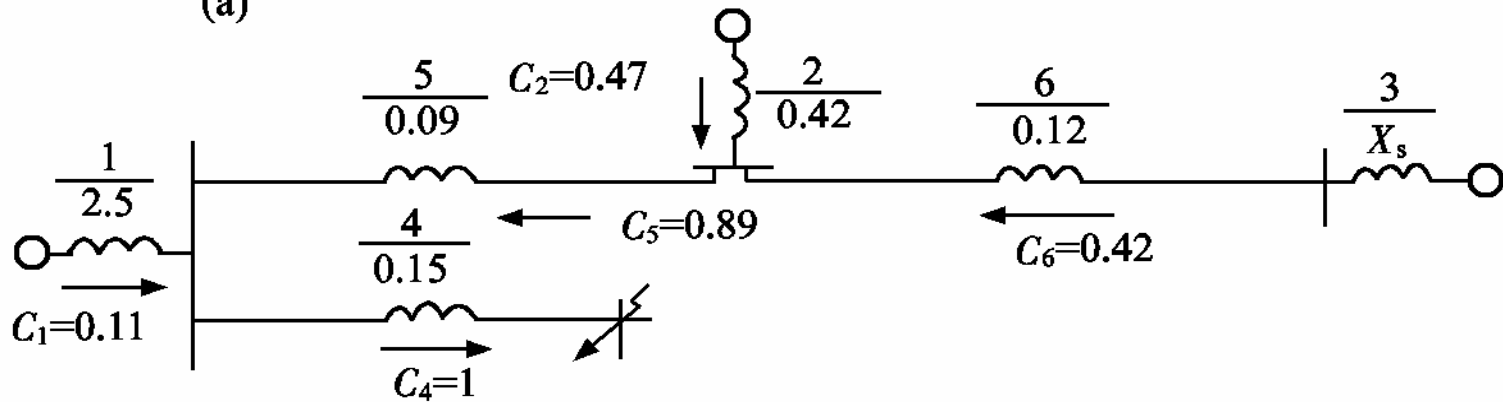 (a)
5
0.09
C₂=0.47
2
0.42
6
0.12
3
Xₛ
1
2.5
C₅=0.89
C₆=0.42
4
0.15
C₁=0.11
C₄=1